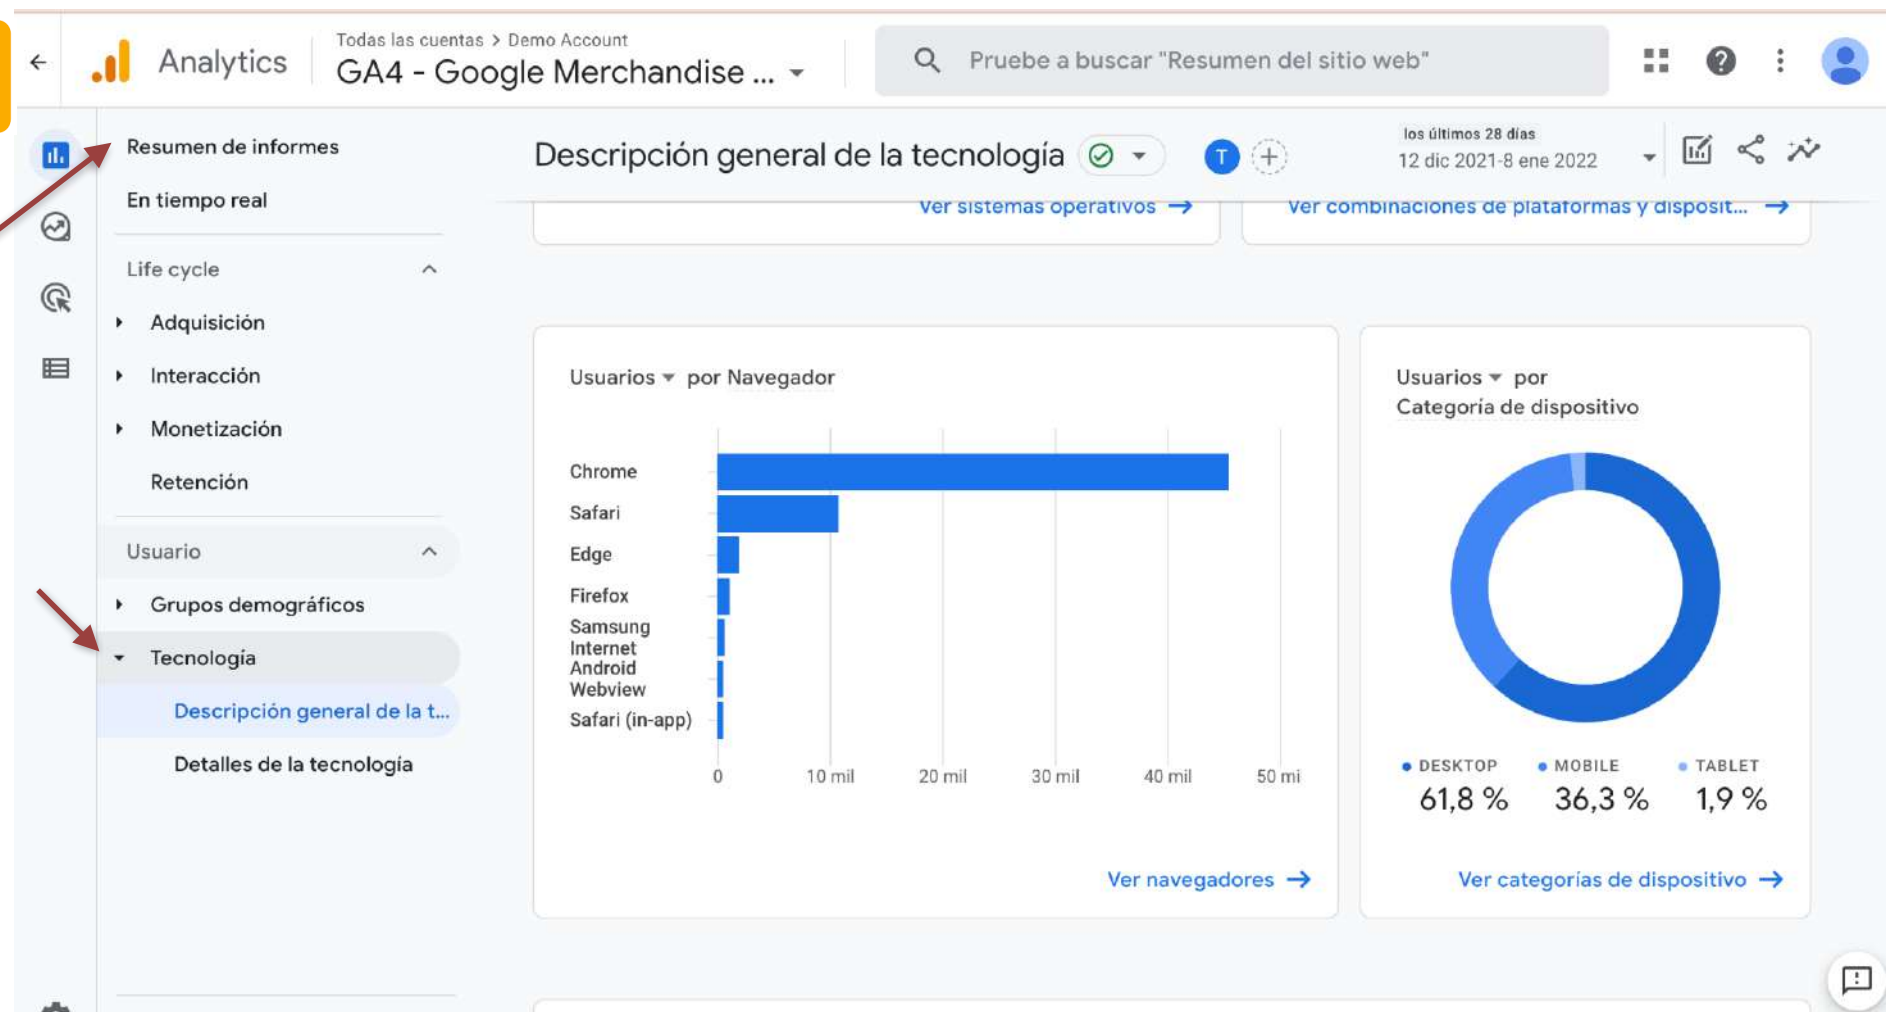 Todas las cuentas > Demo Account
Analytics
GA4 - Google Merchandise ...
Pruebe a buscar "Resumen del sitio web"
Resumen de informes
En tiempo real
Life cycle
Adquisición
Interacción
Monetización
Retención
Usuario
Grupos demográficos
Tecnología
Descripción general de la t...
Detalles de la tecnología
Descripción general de la tecnología
T
los últimos 28 días
12 dic 2021-8 ene 2022
Ver sistemas operativos →
Ver combinaciones de plataformas y disposit... →
Usuarios por Navegador
Chrome
Safari
Edge
Firefox
Samsung
Internet
Android
Webview
Safari (in-app)
0 10 mil 20 mil 30 mil 40 mil 50 mi
Ver navegadores →
Usuarios por
Categoría de dispositivo
DESKTOP MOBILE TABLET
61,8 % 36,3 % 1,9 %
Ver categorías de dispositivo →